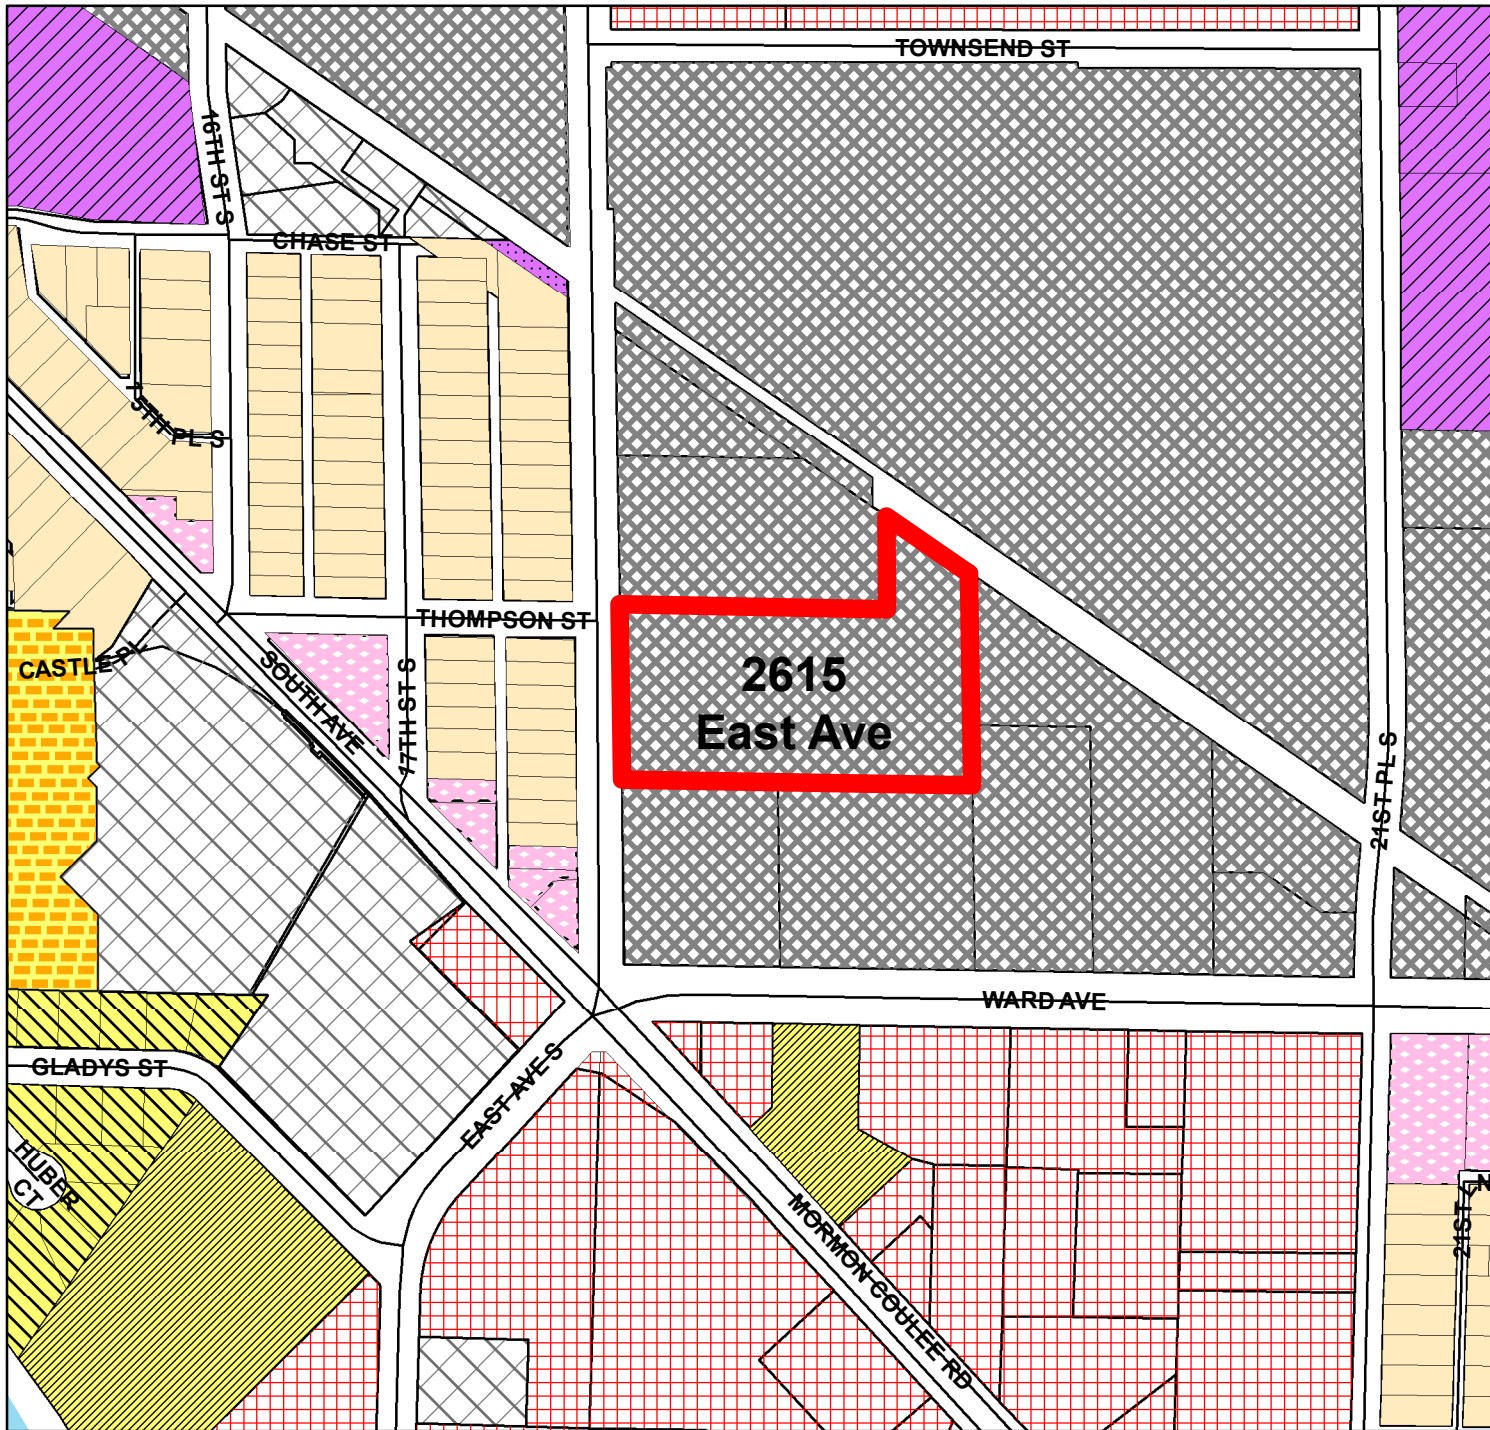 TOWNSEND ST
16TH ST S
CHASE ST
15TH PL S
THOMPSON ST
CASTLE PL
SOUTH AVE
17TH ST S
2615
East Ave
21ST PL S
WARD AVE
GLADYS ST
EAST AVE S
HUBER
CT
MORMON COULEE RD
21ST
N